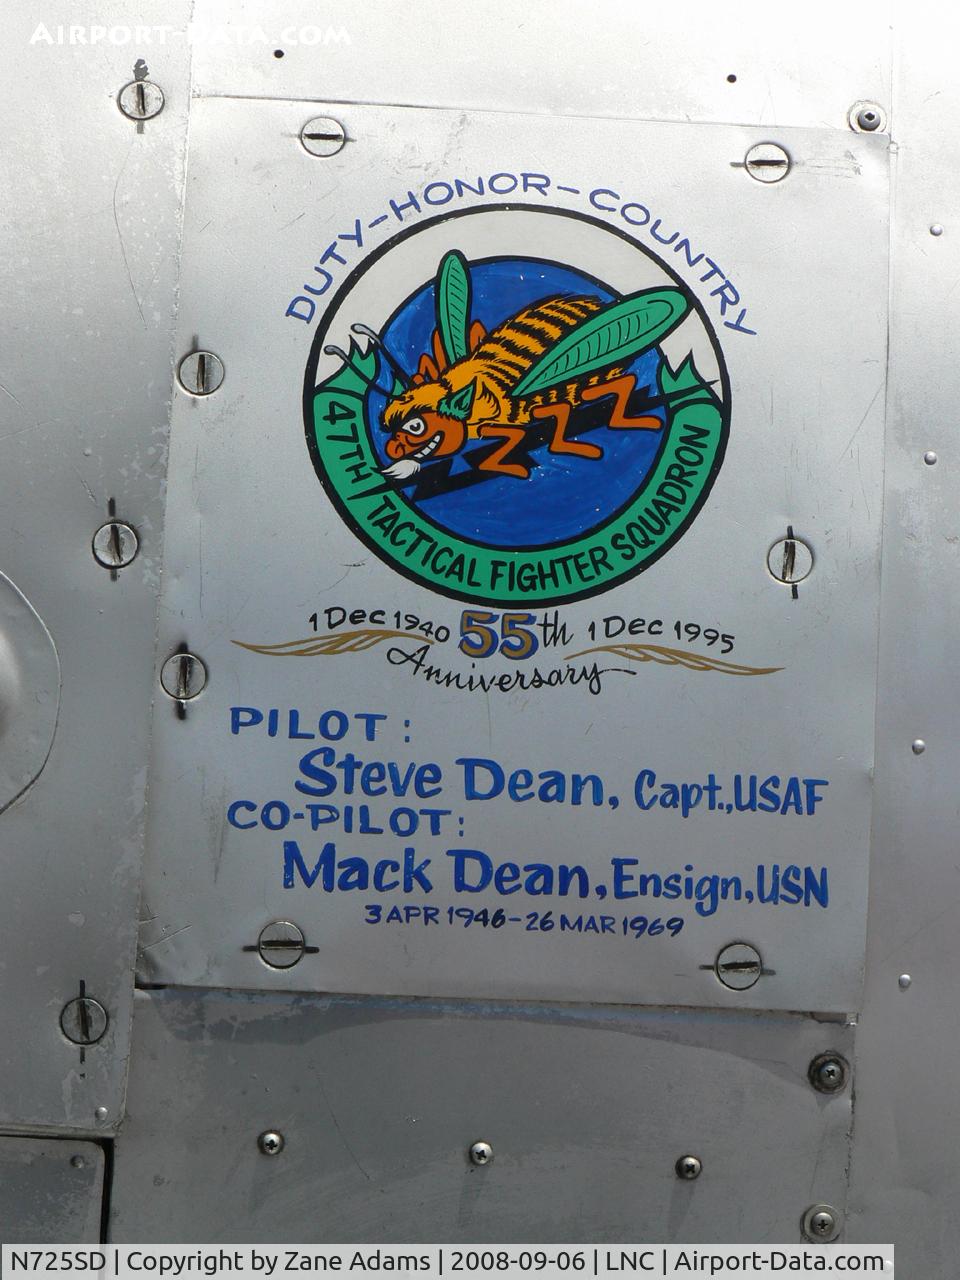 Airport-Data.com
DUTY-HONOR-COUNTRY
47TH TACTICAL FIGHTER SQUADRON
1 Dec 1940 55th 1 Dec 1995
Anniversary
PILOT:
Steve Dean, Capt., USAF
CO-PILOT:
Mack Dean, Ensign, USN
3 APR 1946-26 MAR 1969
N725SD | Copyright by Zane Adams | 2008-09-06 | LNC | Airport-Data.com